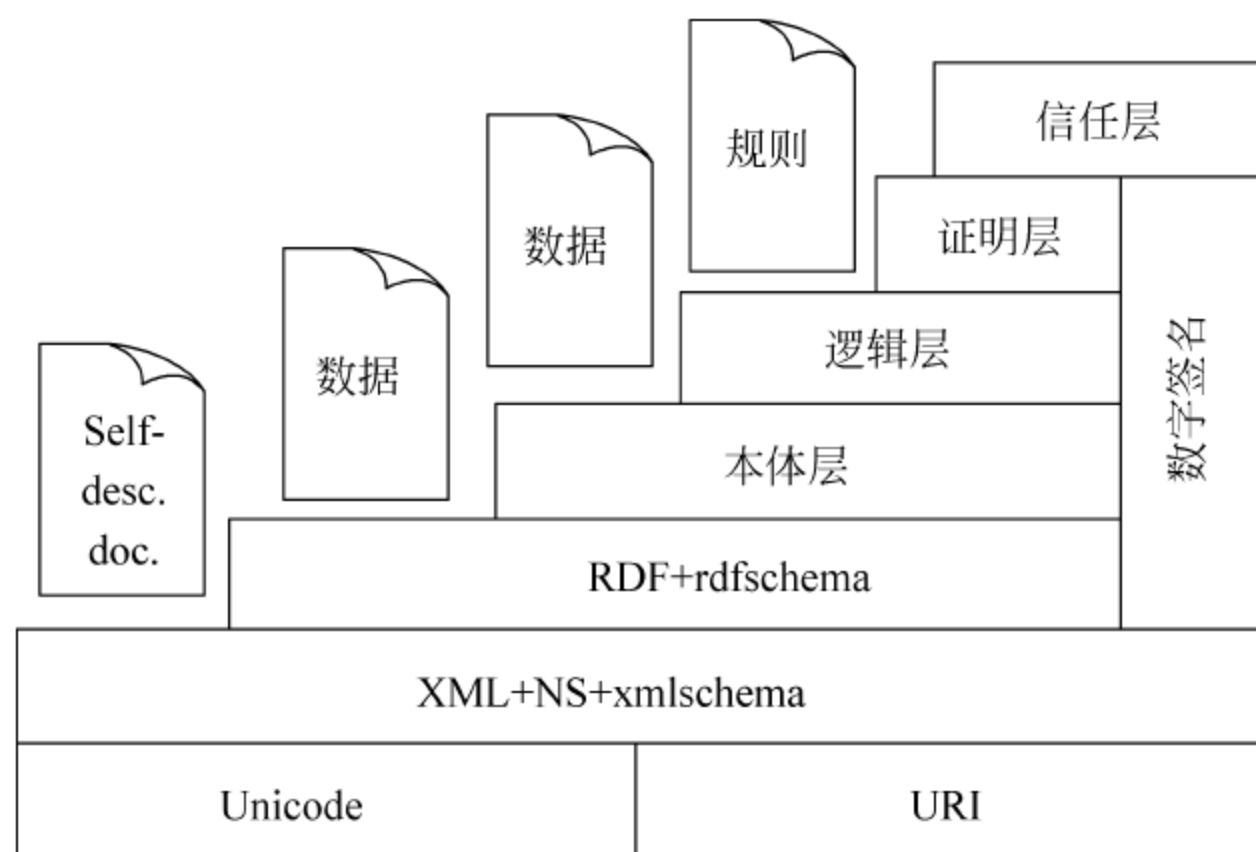 信任层
规则
证明层
数据
逻辑层
数据
数字签名
Self-
desc.
doc.
本体层
RDF+rdfschema
XML+NS+xmlschema
Unicode
URI